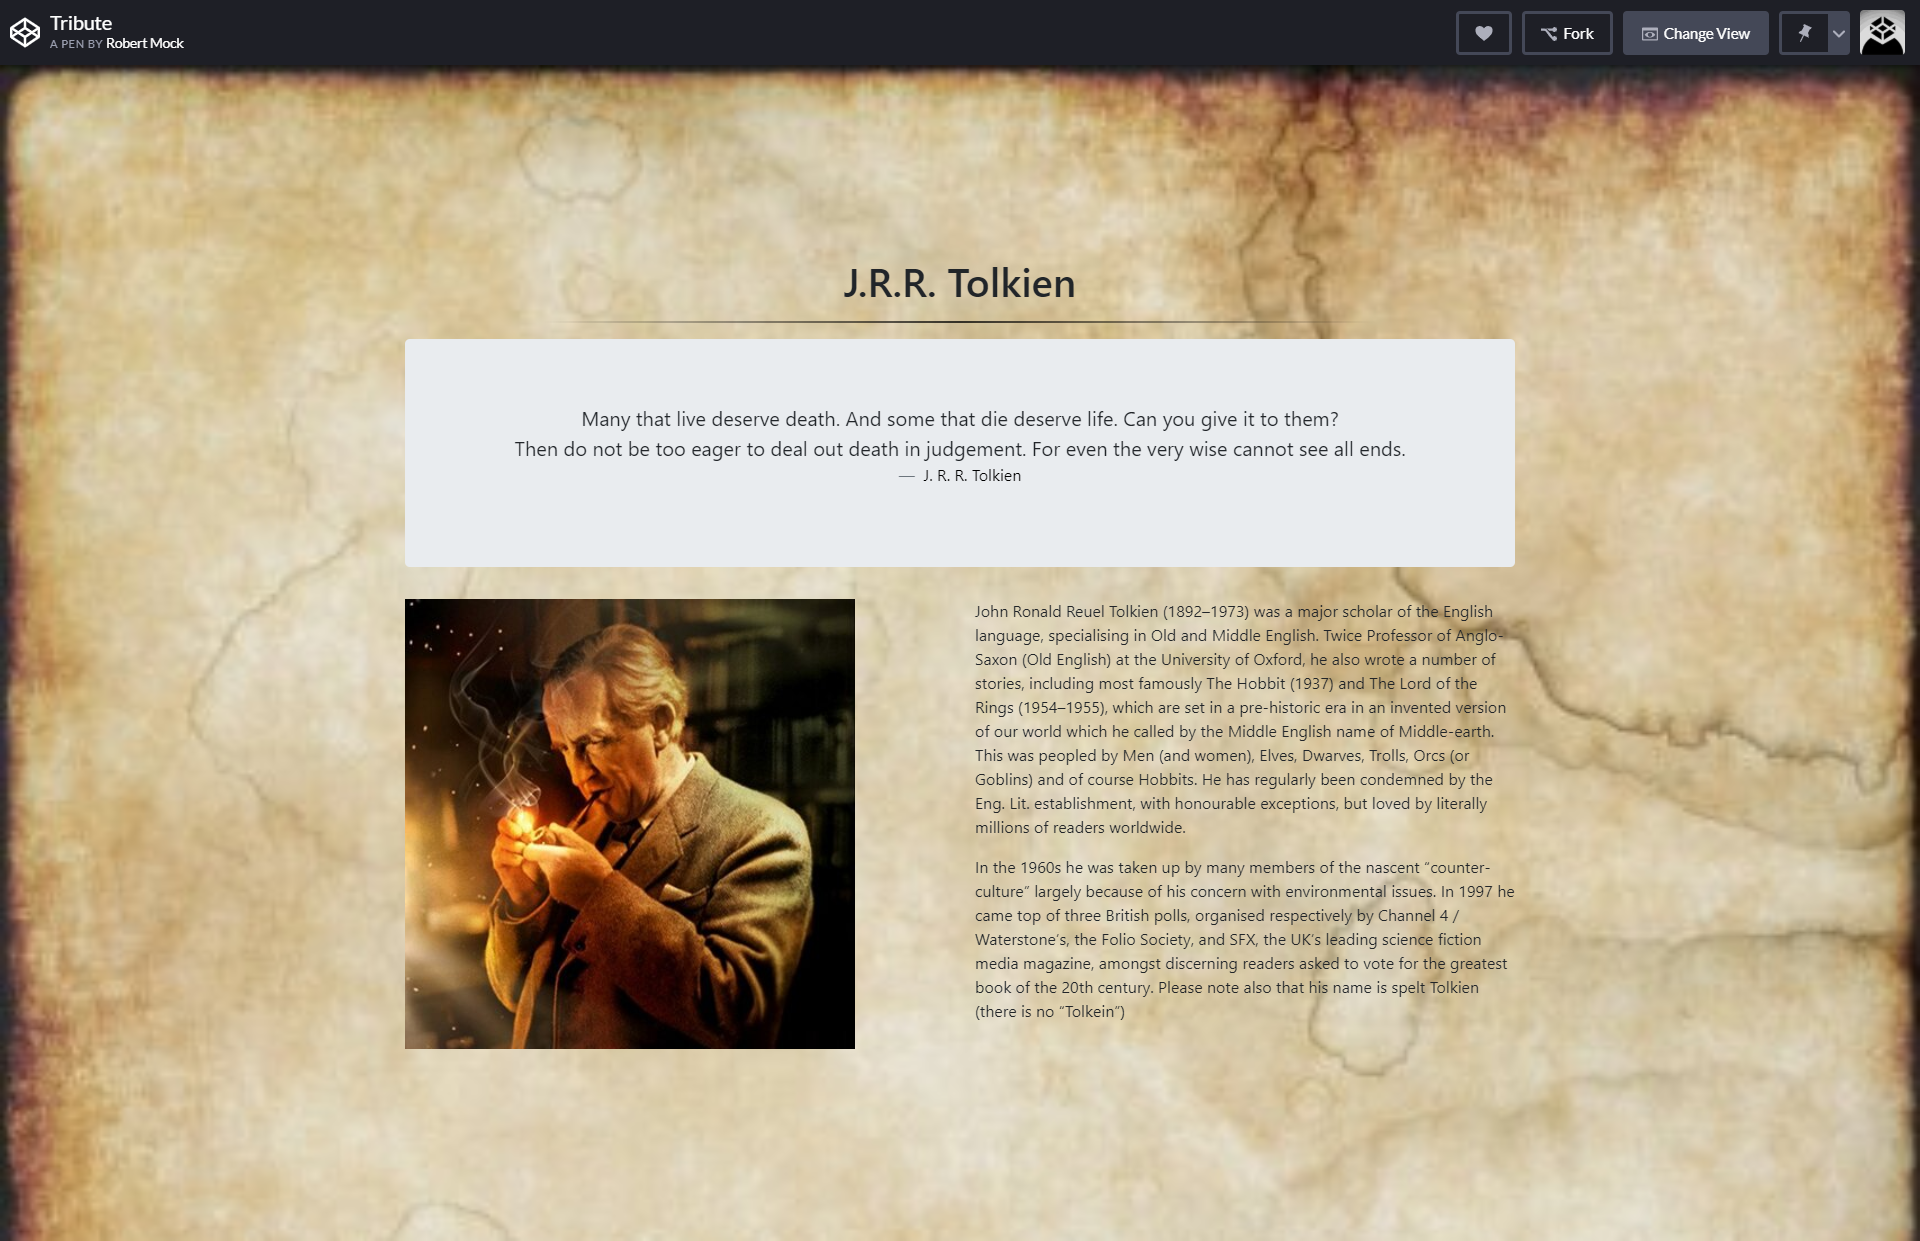 Tribute
A PEN BY Robert Mock
Fork
Change View
J.R.R. Tolkien
Many that live deserve death. And some that die deserve life. Can you give it to them?
Then do not be too eager to deal out death in judgement. For even the very wise cannot see all ends.
— J. R. R. Tolkien
John Ronald Reuel Tolkien (1892–1973) was a major scholar of the English
language, specialising in Old and Middle English. Twice Professor of Anglo-
Saxon (Old English) at the University of Oxford, he also wrote a number of
stories, including most famously The Hobbit (1937) and The Lord of the
Rings (1954–1955), which are set in a pre-historic era in an invented version
of our world which he called by the Middle English name of Middle-earth.
This was peopled by Men (and women), Elves, Dwarves, Trolls, Orcs (or
Goblins) and of course Hobbits. He has regularly been condemned by the
Eng. Lit. establishment, with honourable exceptions, but loved by literally
millions of readers worldwide.
In the 1960s he was taken up by many members of the nascent “counter-
culture” largely because of his concern with environmental issues. In 1997 he
came top of three British polls, organised respectively by Channel 4 /
Waterstone’s, the Folio Society, and SFX, the UK’s leading science fiction
media magazine, amongst discerning readers asked to vote for the greatest
book of the 20th century. Please note also that his name is spelt Tolkien
(there is no “Tolkein”)